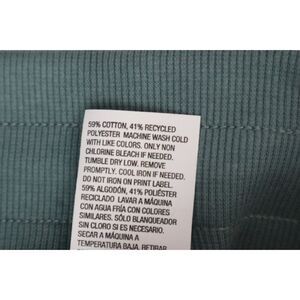 59% COTTON, 41% RECYCLED
POLYESTER MACHINE WASH COLD
WITH LIKE COLORS. ONLY NON
CHLORINE BLEACH IF NEEDED.
TUMBLE DRY LOW. REMOVE
PROMPTLY. COOL IRON IF NEEDED.
DO NOT IRON ON PRINT LABEL.
59% ALGODÓN, 41% POLIÉSTER
RECICLADO LAVAR A MÁQUINA
CON AGUA FRÍA CON COLORES
SIMILARES. SÓLO BLANQUEADOR
SIN CLORO SI ES NECESARIO.
SECAR A MÁQUINA A
TEMPERATURA BAJA. RETIRAR